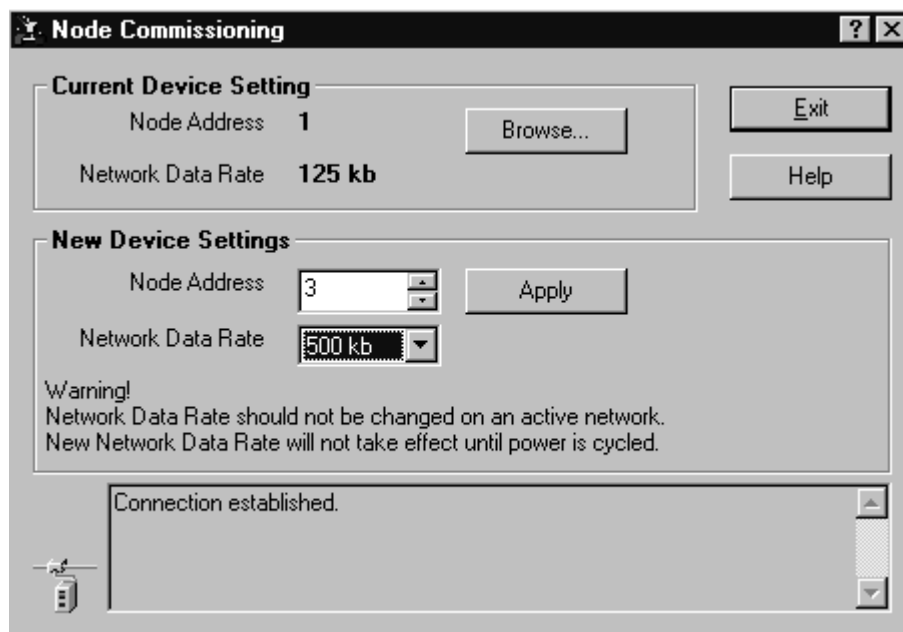 Node Commissioning
Current Device Setting
Node Address 1
Browse...
Network Data Rate 125 kb
Exit
Help
New Device Settings
Node Address 3
Apply
Network Data Rate 500 kb
Warning!
Network Data Rate should not be changed on an active network.
New Network Data Rate will not take effect until power is cycled.
Connection established.